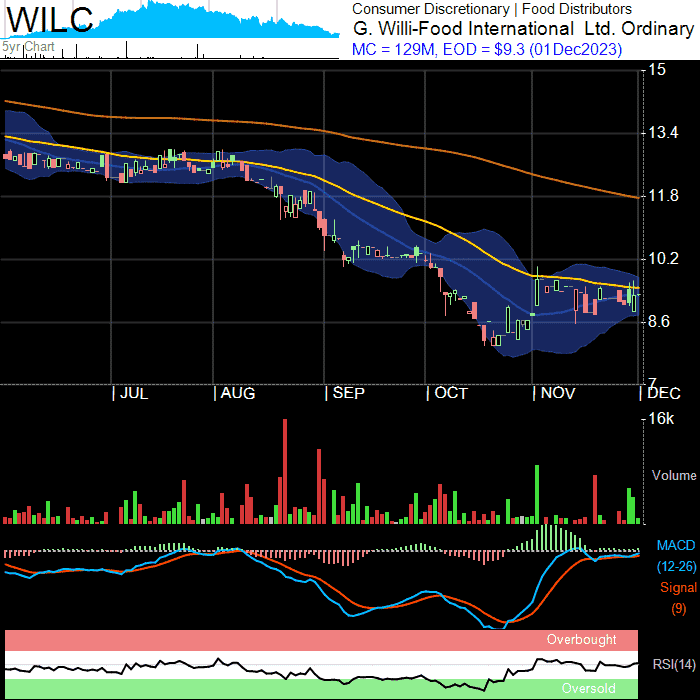 WILC
5yr Chart
Consumer Discretionary | Food Distributors
G. Willi-Food International Ltd. Ordinary
MC = 129M, EOD = $9.3 (01Dec2023)
15
13.4
11.8
10.2
8.6
7
JUL AUG SEP OCT NOV DEC
16k
Volume
MACD
(12-26)
Signal
(9)
Overbought
RSI(14)
Oversold